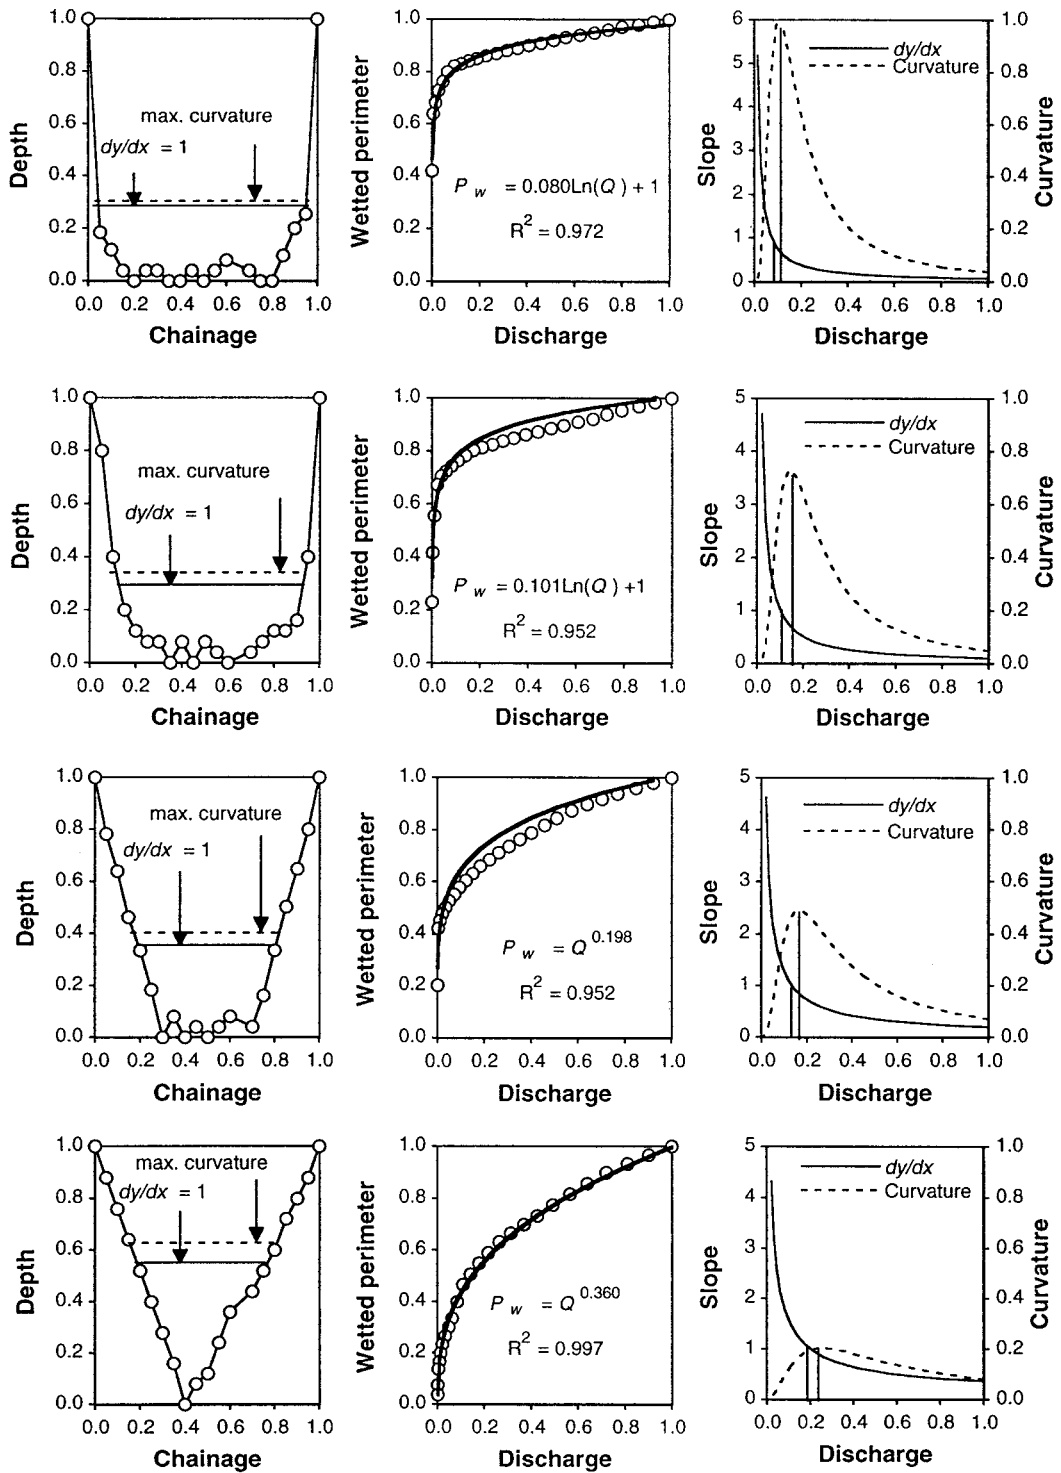 1.0
0.8
0.6
0.4
0.2
0.0
Depth
max. curvature
dy/dx = 1
0.0 0.2 0.4 0.6 0.8 1.0
Chainage
1.0
0.8
0.6
0.4
0.2
0.0
Wetted perimeter
P w = 0.080Ln(Q ) + 1
R2 = 0.972
0.0 0.2 0.4 0.6 0.8 1.0
Discharge
6
5
4
3
2
1
0
Slope
dy/dx
Curvature
1.0
0.8
0.6
0.4
0.2
0.0
Curvature
0.0 0.2 0.4 0.6 0.8 1.0
Discharge
1.0
0.8
0.6
0.4
0.2
0.0
Depth
max. curvature
dy/dx = 1
0.0 0.2 0.4 0.6 0.8 1.0
Chainage
1.0
0.8
0.6
0.4
0.2
0.0
Wetted perimeter
P w = 0.101Ln(Q ) +1
R2 = 0.952
0.0 0.2 0.4 0.6 0.8 1.0
Discharge
5
4
3
2
1
0
Slope
dy/dx
Curvature
1.0
0.8
0.6
0.4
0.2
0.0
Curvature
0.0 0.2 0.4 0.6 0.8 1.0
Discharge
1.0
0.8
0.6
0.4
0.2
0.0
Depth
max. curvature
dy/dx = 1
0.0 0.2 0.4 0.6 0.8 1.0
Chainage
1.0
0.8
0.6
0.4
0.2
0.0
Wetted perimeter
P w = Q 0.198
R2 = 0.952
0.0 0.2 0.4 0.6 0.8 1.0
Discharge
5
4
3
2
1
0
Slope
dy/dx
Curvature
1.0
0.8
0.6
0.4
0.2
0.0
Curvature
0.0 0.2 0.4 0.6 0.8 1.0
Discharge
1.0
0.8
0.6
0.4
0.2
0.0
Depth
max. curvature
dy/dx = 1
0.0 0.2 0.4 0.6 0.8 1.0
Chainage
1.0
0.8
0.6
0.4
0.2
0.0
Wetted perimeter
P w = Q 0.360
R2 = 0.997
0.0 0.2 0.4 0.6 0.8 1.0
Discharge
5
4
3
2
1
0
Slope
dy/dx
Curvature
1.0
0.8
0.6
0.4
0.2
0.0
Curvature
0.0 0.2 0.4 0.6 0.8 1.0
Discharge